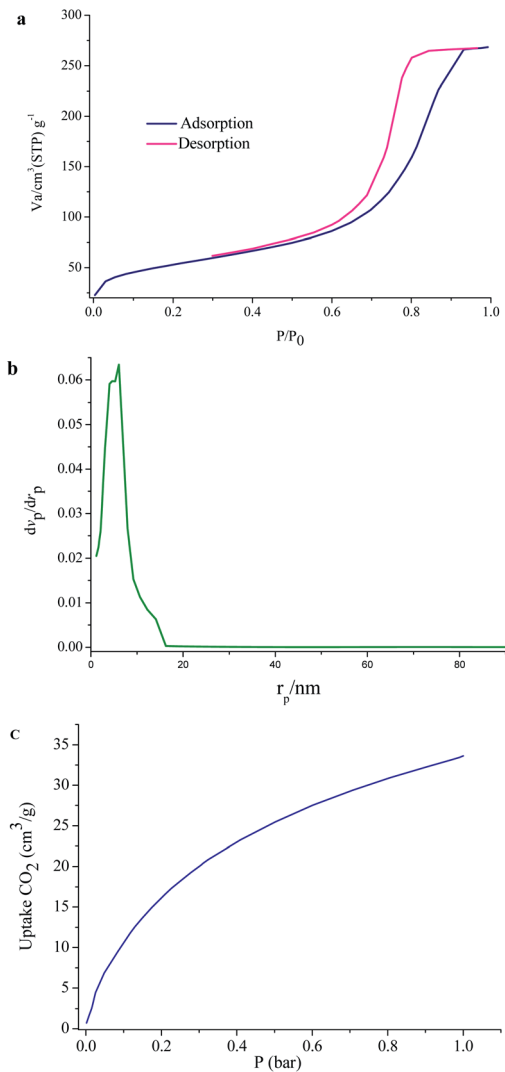 a
300
250
200
150
100
50
Va/cm³(STP) g⁻¹
Adsorption
Desorption
0.0 0.2 0.4 0.6 0.8 1.0
P/P₀
b
0.06
0.05
0.04
0.03
0.02
0.01
0.00
dvₚ/drₚ
0 20 40 60 80
rₚ/nm
C
35
30
25
20
15
10
5
0
Uptake CO₂ (cm³/g)
0.0 0.2 0.4 0.6 0.8 1.0
P (bar)